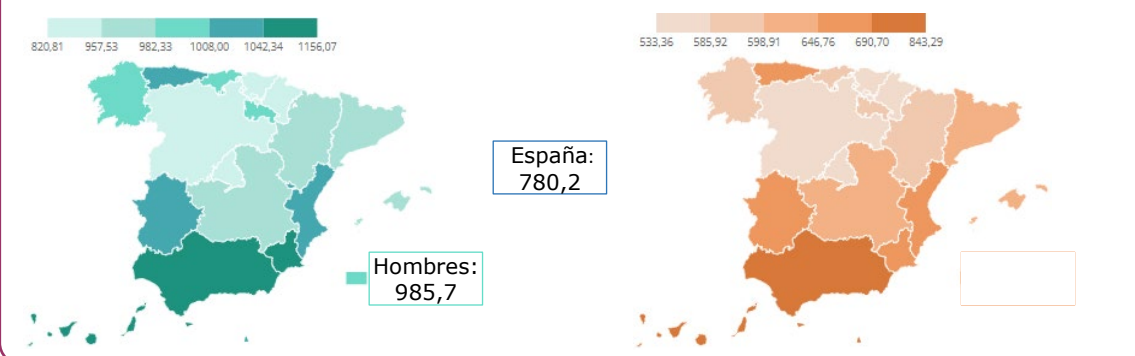 820,81 957,53 982,33 1008,00 1042,34 1156,07
533,36 585,92 598,91 646,76 690,70 843,29
España:
780,2
Hombres:
985,7